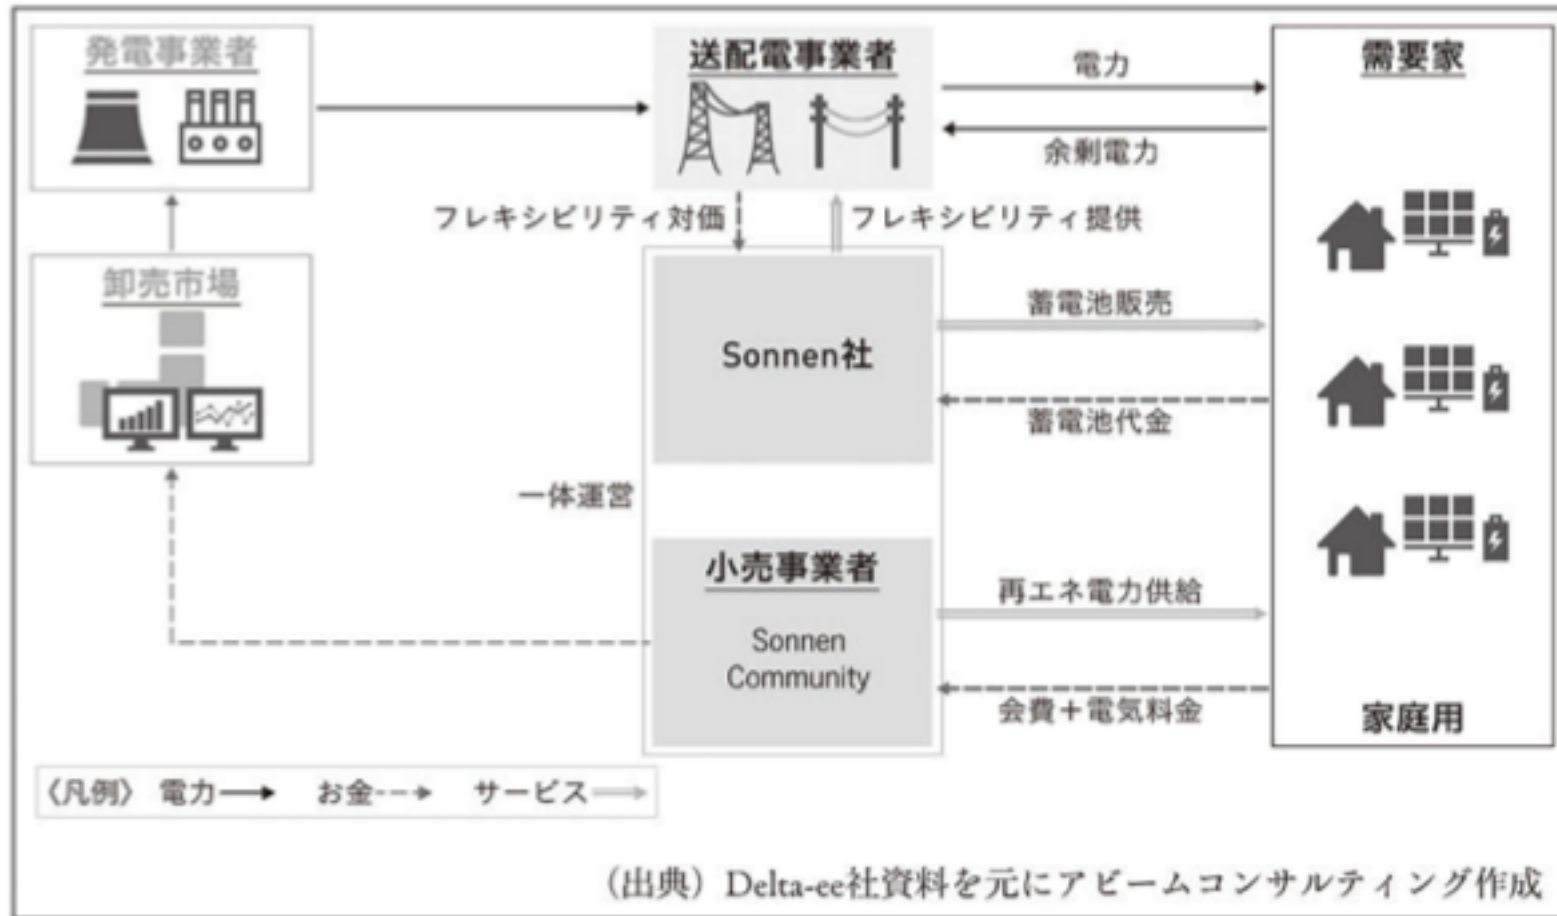 発電事業者
送配電事業者
需要家
電力
余剰電力
フレキシビリティ対価
フレキシビリティ提供
卸売市場
Sonnen社
蓄電池販売
蓄電池代金
一体運営
小売事業者
Sonnen
Community
再エネ電力供給
会費＋電気料金
家庭用
〈凡例〉 電力 お金 サービス
（出典）Delta-ee社資料を元にアビームコンサルティング作成